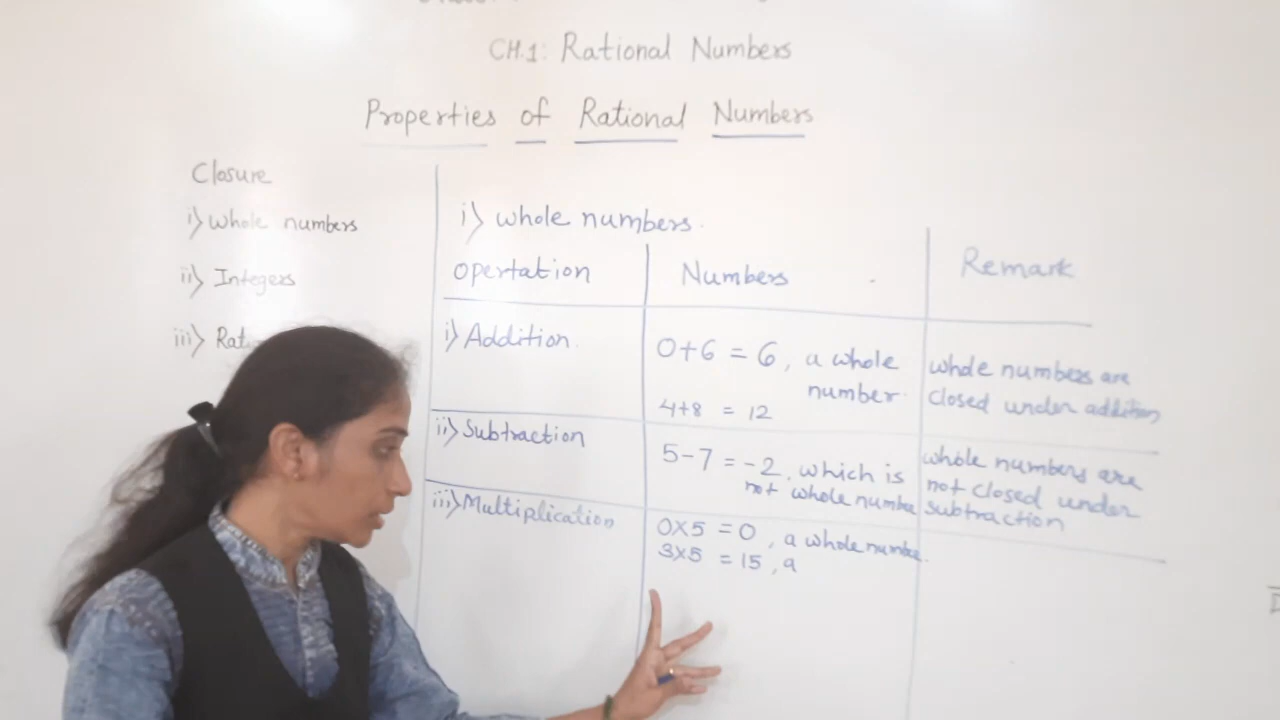 CH.1: Rational Numbers
Properties of Rational Numbers
Closure
i) Whole numbers
ii) Integers
iii) Rat
i) whole numbers.
Opertation
Numbers
Remark
i) Addition
0+6 = 6, a whole
number.
4+8 = 12
whole numbers are
closed under addition
ii) Subtraction
5-7 = -2, which is
not whole numbe
whole numbers are
not closed under
subtraction
iii) Multiplication
0X5 = 0, a whole numbe.
3x5 = 15, a